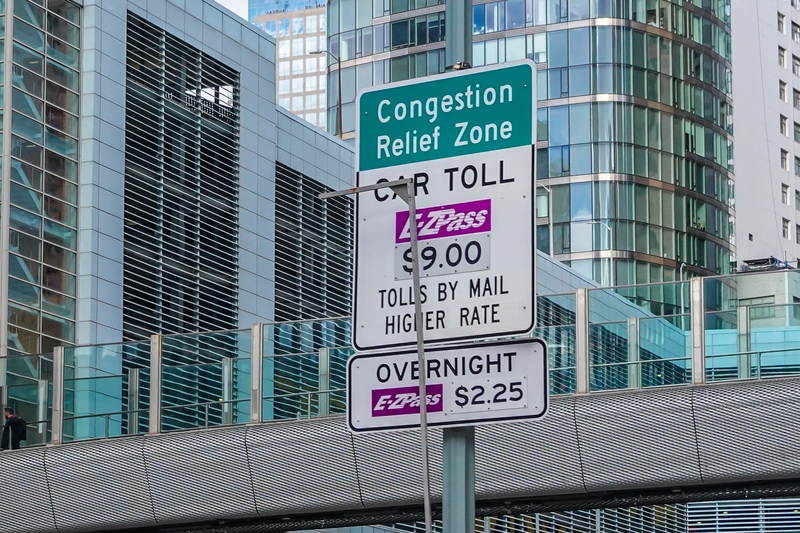 Congestion
Relief Zone
CAR TOLL
E-ZPass
$9.00
TOLLS BY MAIL
HIGHER RATE
OVERNIGHT
E-ZPass $2.25